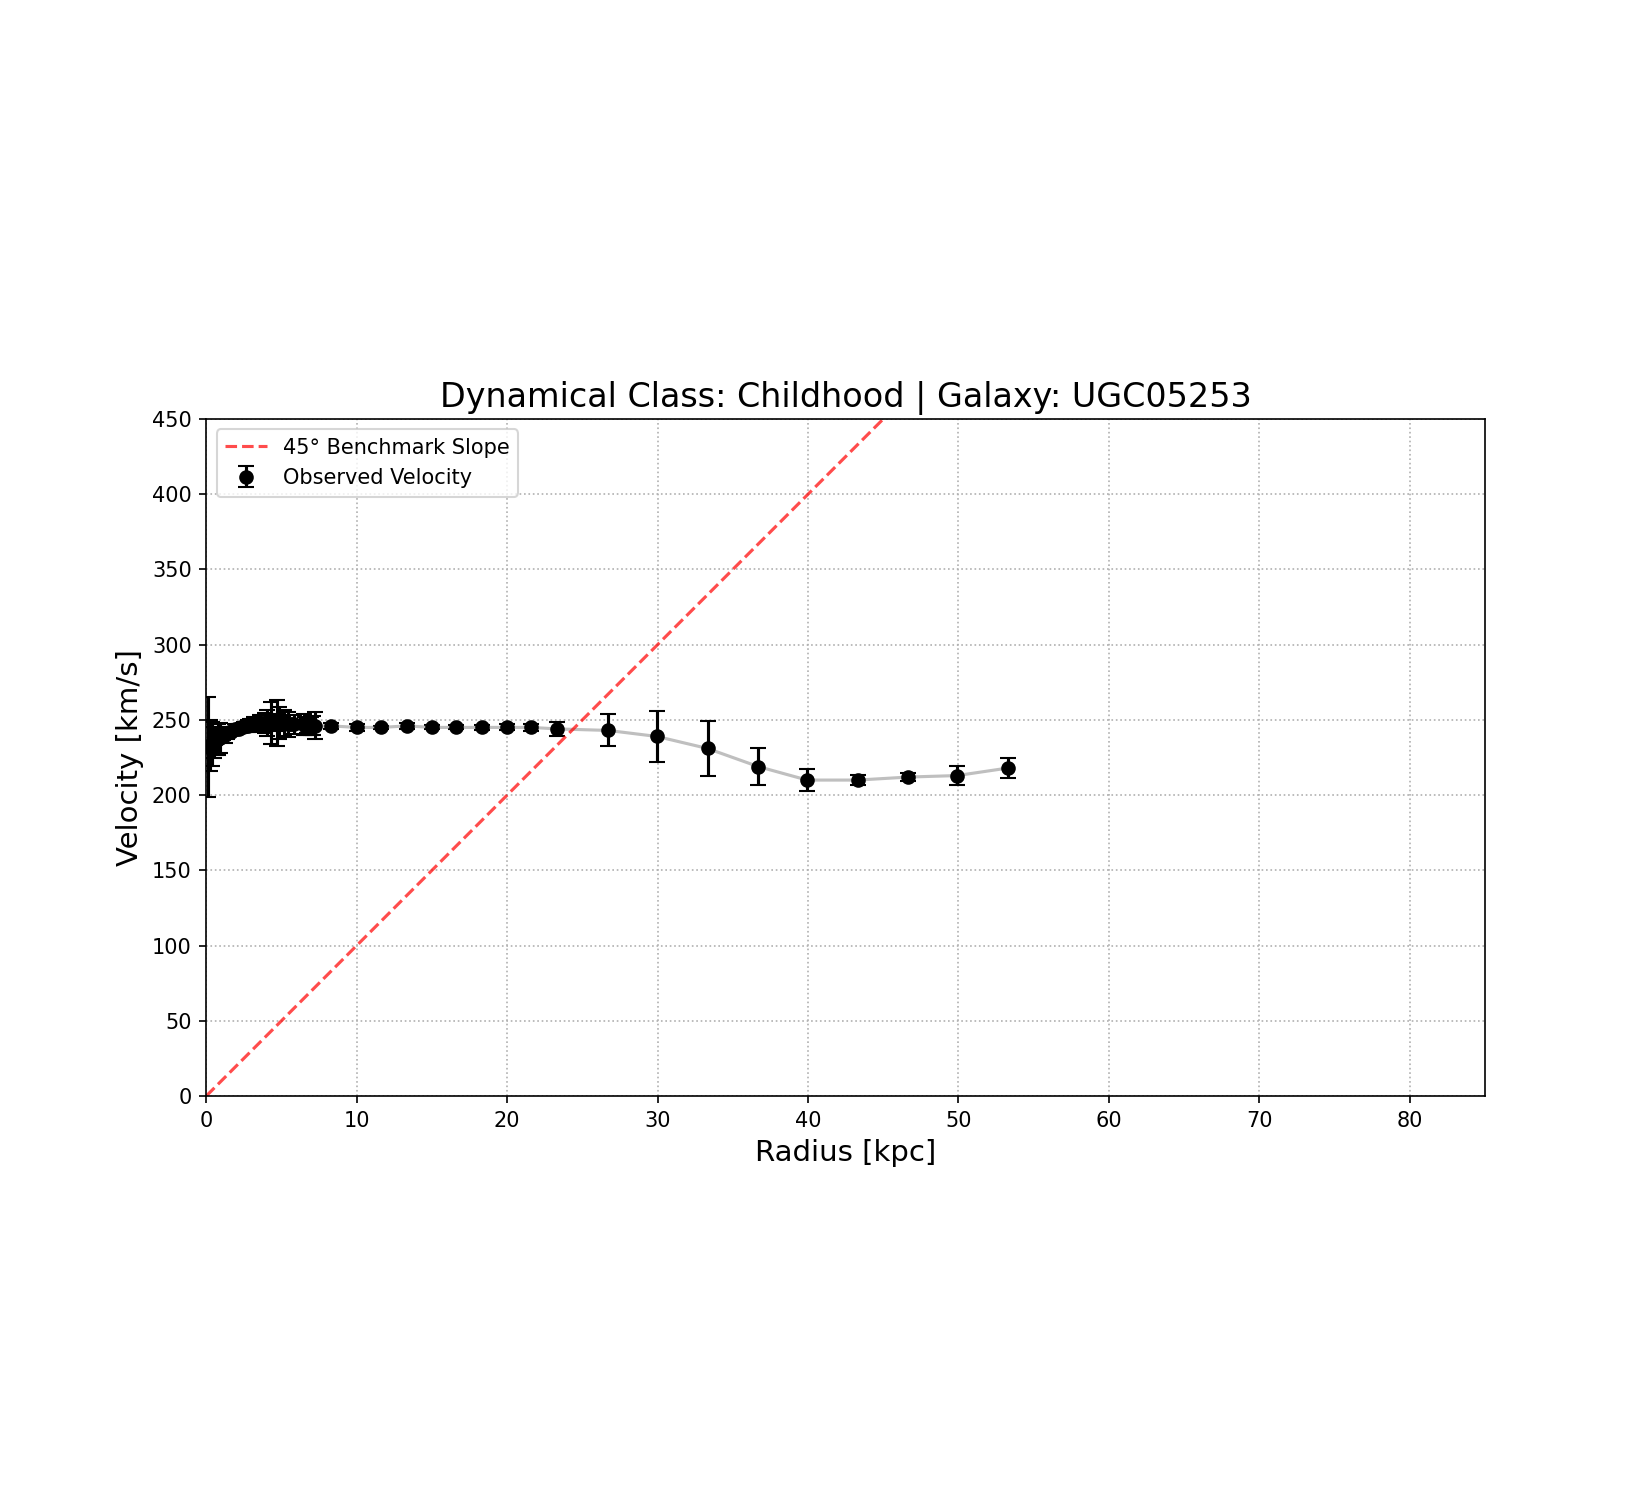 Dynamical Class: Childhood | Galaxy: UGC05253
45° Benchmark Slope
Observed Velocity
450
400
350
300
250
200
150
100
50
0
Velocity [km/s]
0 10 20 30 40 50 60 70 80
Radius [kpc]